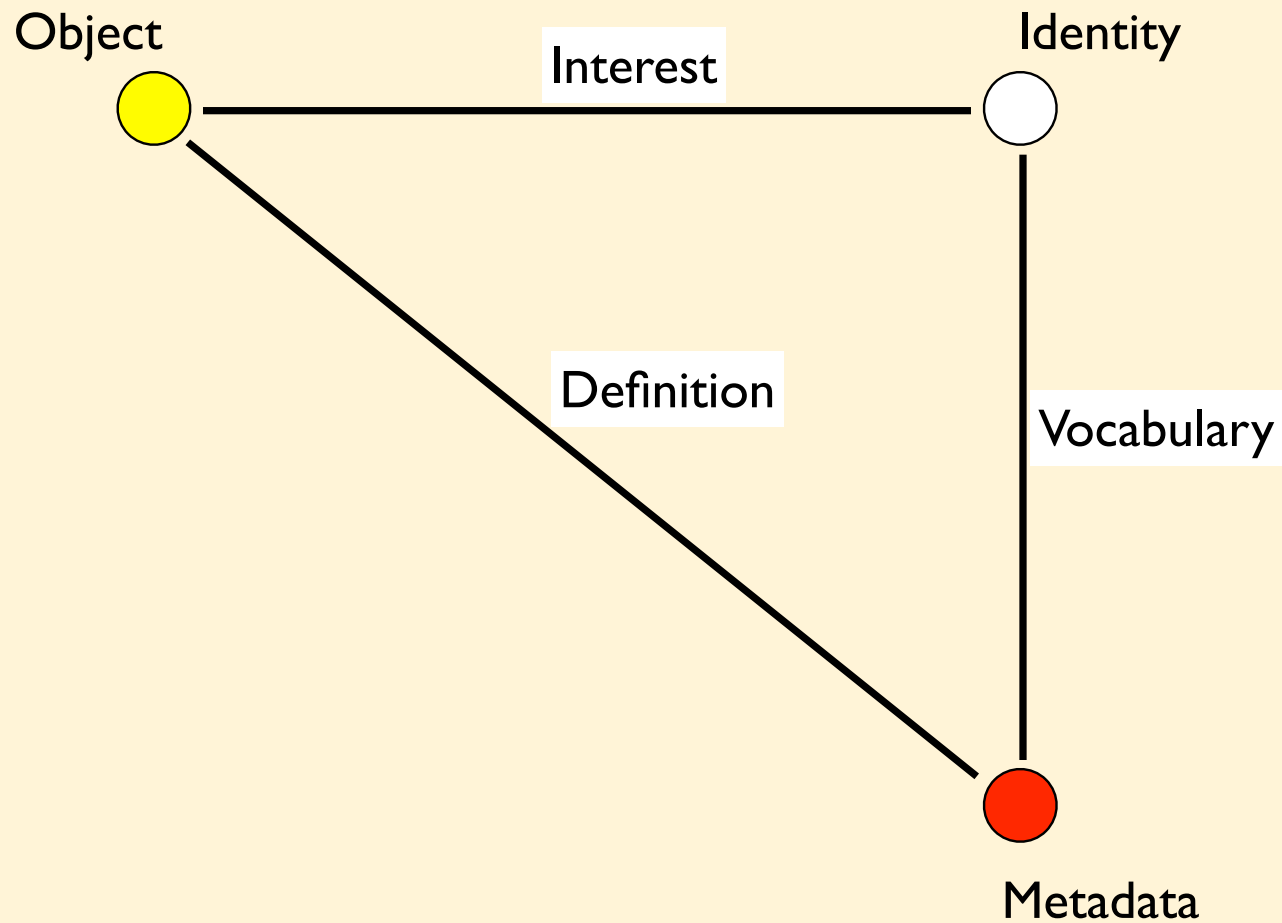 Object
Identity
Interest
Definition
Vocabulary
Metadata